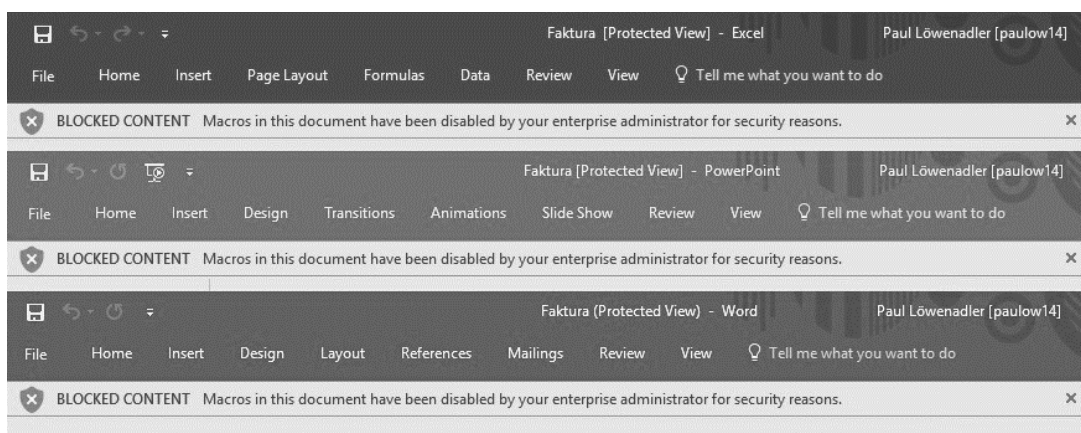 Faktura [Protected View] - Excel Paul Löwenadler [paulow14]
File Home Insert Page Layout Formulas Data Review View Tell me what you want to do
BLOCKED CONTENT Macros in this document have been disabled by your enterprise administrator for security reasons.
Faktura [Protected View] - PowerPoint Paul Löwenadler [paulow14]
File Home Insert Design Transitions Animations Slide Show Review View Tell me what you want to do
BLOCKED CONTENT Macros in this document have been disabled by your enterprise administrator for security reasons.
Faktura (Protected View) - Word Paul Löwenadler [paulow14]
File Home Insert Design Layout References Mailings Review View Tell me what you want to do
BLOCKED CONTENT Macros in this document have been disabled by your enterprise administrator for security reasons.